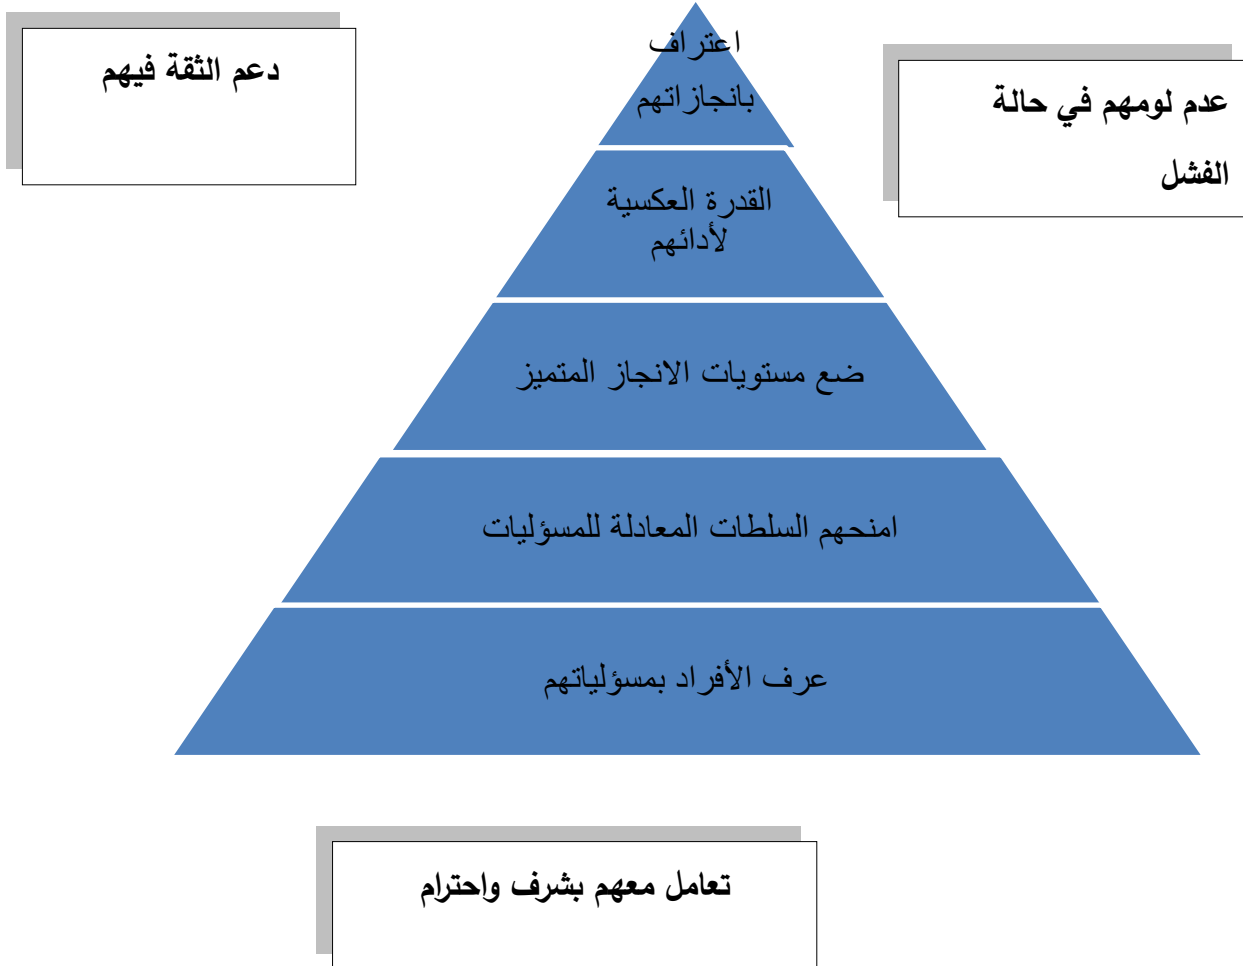 اعتراف
بانجازاتهم
دعم الثقة فيهم
عدم لومهم في حالة
الفشل
القدرة العكسية
لأدائهم
ضع مستويات الانجاز المتميز
امنحهم السلطات المعادلة للمسؤليات
عرف الأفراد بمسؤلياتهم
تعامل معهم بشرف واحترام